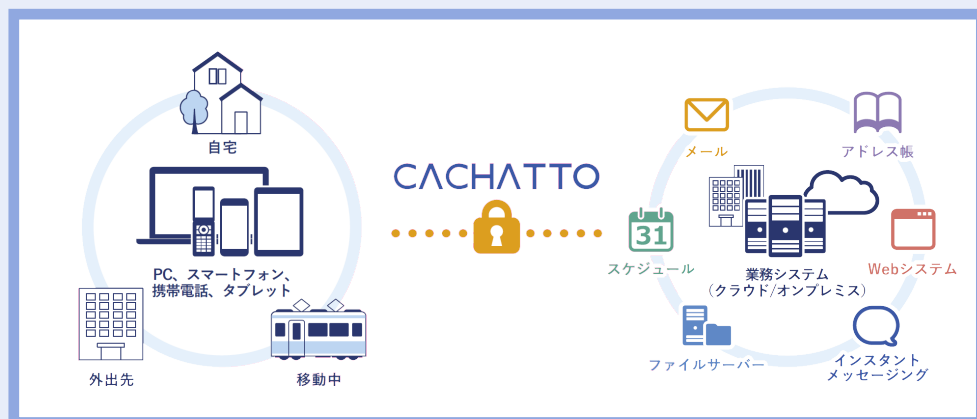 自宅
PC、スマートフォン、
携帯電話、タブレット
外出先
移動中
CACHATTO
メール
アドレス帳
31
スケジュール
業務システム
(クラウド/オンプレミス)
Webシステム
ファイルサーバー
インスタント
メッセージング